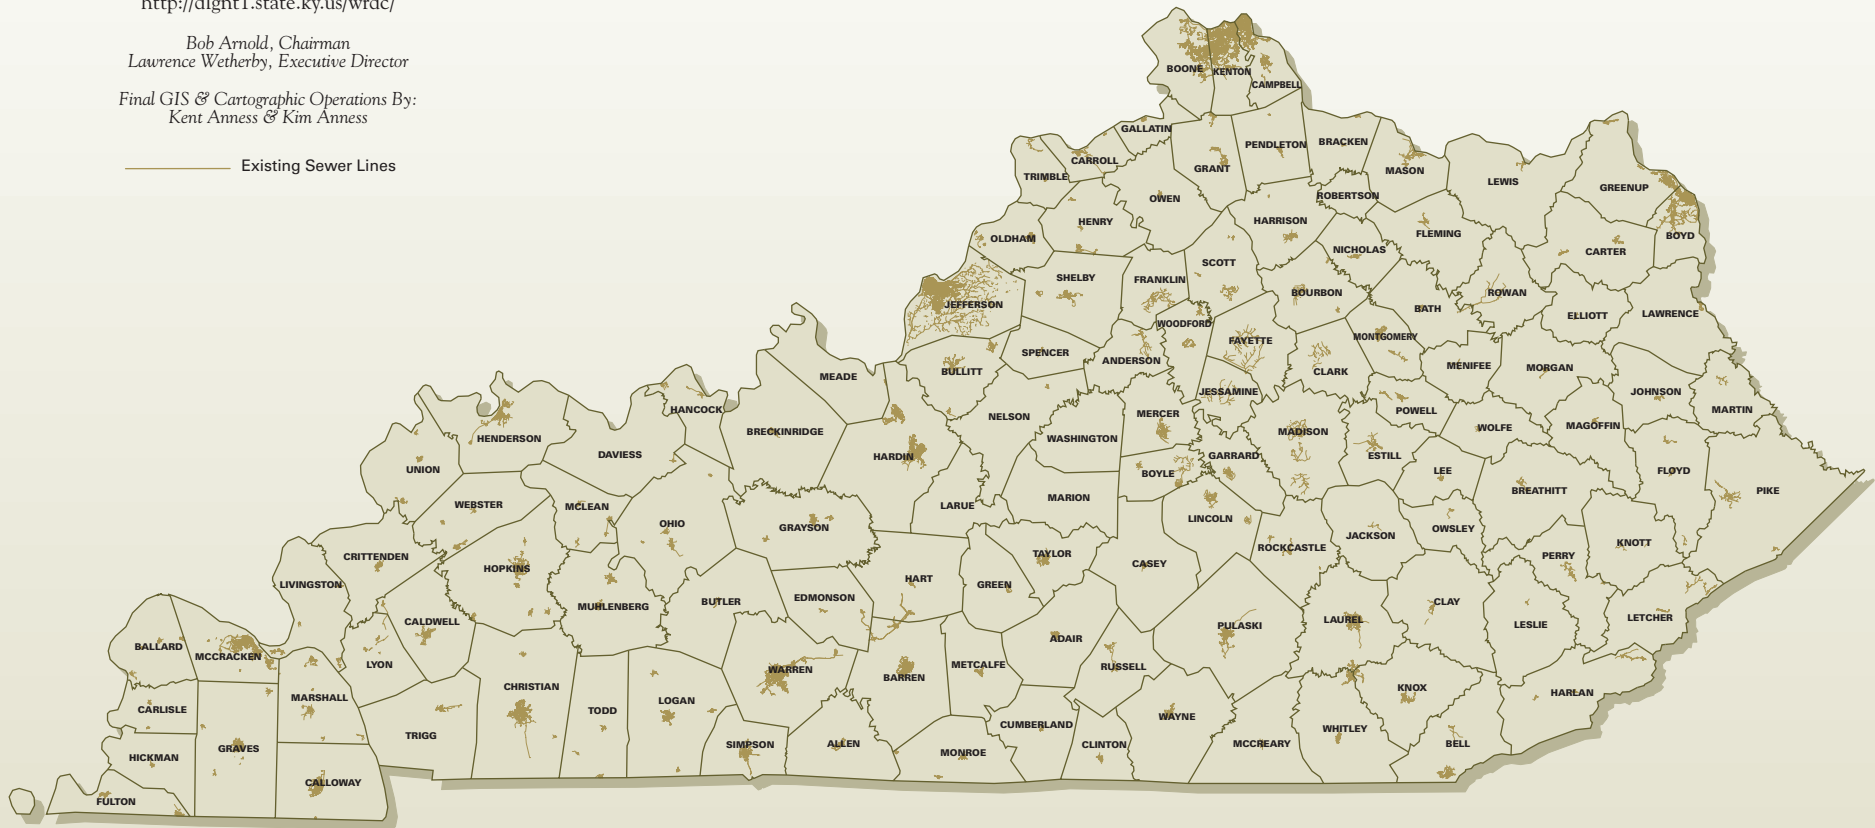 http://dlgnt1.state.ky.us/wrdc/
Bob Arnold, Chairman
Lawrence Wetherby, Executive Director
Final GIS & Cartographic Operations By:
Kent Anness & Kim Anness
Existing Sewer Lines
BOONE
KENTON
CAMPBELL
GALLATIN
PENDLETON
BRACKEN
CARROLL
GRANT
MASON
TRIMBLE
LEWIS
GREENUP
OWEN
ROBERTSON
HENRY
HARRISON
FLEMING
OLDHAM
NICHOLAS
BOYD
CARTER
SCOTT
SHELBY
FRANKLIN
BOURBON
ROWAN
JEFFERSON
BATH
ELLIOTT
LAWRENCE
WOODFORD
MONTGOMERY
FAYETTE
SPENCER
ANDERSON
BULLITT
CLARK
MENIFEE
MORGAN
MEADE
JESSAMINE
JOHNSON
HANCOCK
NELSON
MERCER
POWELL
MARTIN
BRECKINRIDGE
MADISON
WOLFE
MAGOFFIN
HENDERSON
WASHINGTON
DAVIESS
HARDIN
GARRARD
ESTILL
UNION
BOYLE
LEE
FLOYD
BREATHITT
PIKE
WEBSTER
MCLEAN
LARUE
MARION
OHIO
GRAYSON
LINCOLN
JACKSON
OWSLEY
CRITTENDEN
TAYLOR
ROCKCASTLE
PERRY
KNOTT
HOPKINS
CASEY
LIVINGSTON
HART
GREEN
MUHLENBERG
BUTLER
EDMONSON
CLAY
CALDWELL
PULASKI
LAUREL
LESLIE
LETCHER
BALLARD
MCCRACKEN
LYON
ADAIR
WARREN
BARREN
METCALFE
RUSSELL
CHRISTIAN
KNOX
HARLAN
MARSHALL
LOGAN
CARLISLE
TODD
CUMBERLAND
WAYNE
TRIGG
WHITLEY
GRAVES
SIMPSON
ALLEN
CLINTON
MCCREARY
BELL
HICKMAN
MONROE
CALLOWAY
FULTON